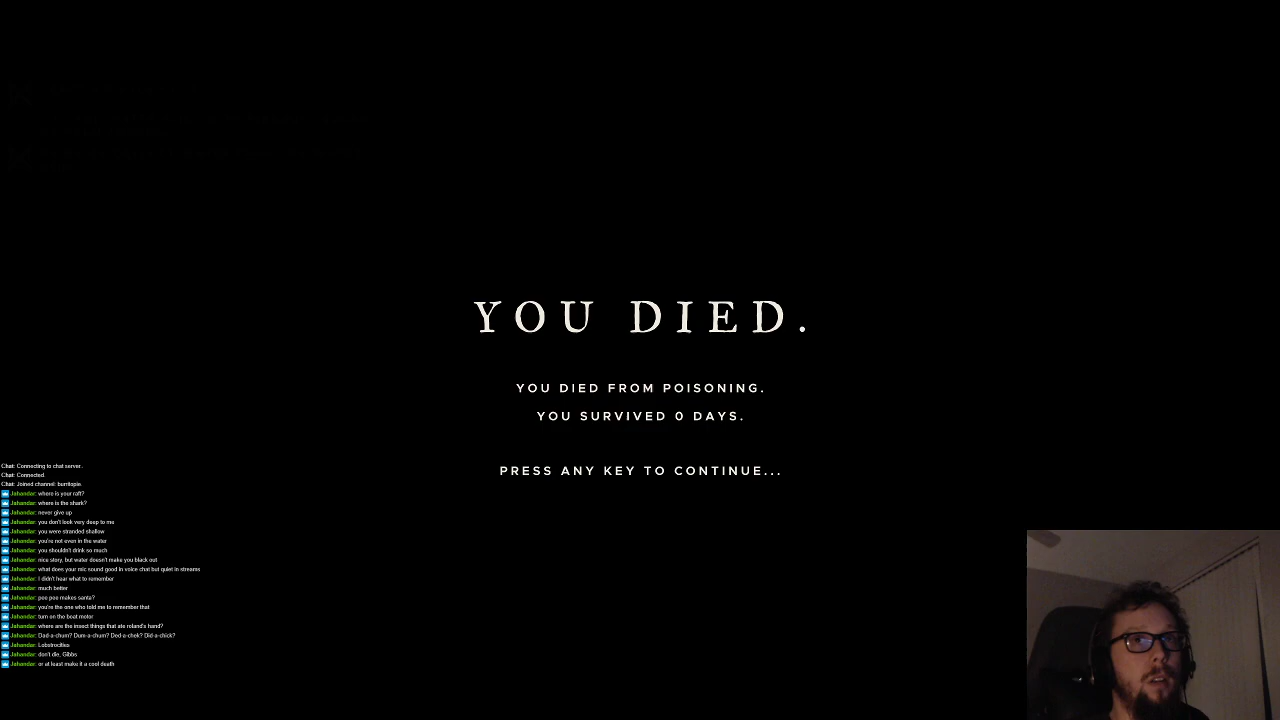 YOU DIED.
YOU DIED FROM POISONING.
YOU SURVIVED 0 DAYS.
PRESS ANY KEY TO CONTINUE...
Chat: Connecting to chat server..
Chat: Connected.
Chat: Joined channel: burritopie
Jahandar: where is your raft?
Jahandar: where is the shark?
Jahandar: never give up
Jahandar: you don't look very deep to me
Jahandar: you were stranded shallow
Jahandar: you're not even in the water
Jahandar: you shouldn't drink so much
Jahandar: nice story, but water doesn't make you black out
Jahandar: what does your mic sound good in voice chat but quiet in streams
Jahandar: I didn't hear what to remember
Jahandar: much better
Jahandar: poo poo makes santa?
Jahandar: you're the one who told me to remember that
Jahandar: turn on the boat motor
Jahandar: where are the insect things that ate roland's hand?
Jahandar: Dad-a-chum? Dum-a-chum? Ded-a-chek? Did-a-chick?
Jahandar: Lobstrocities
Jahandar: don't die, Gibbs
Jahandar: or at least make it a cool death